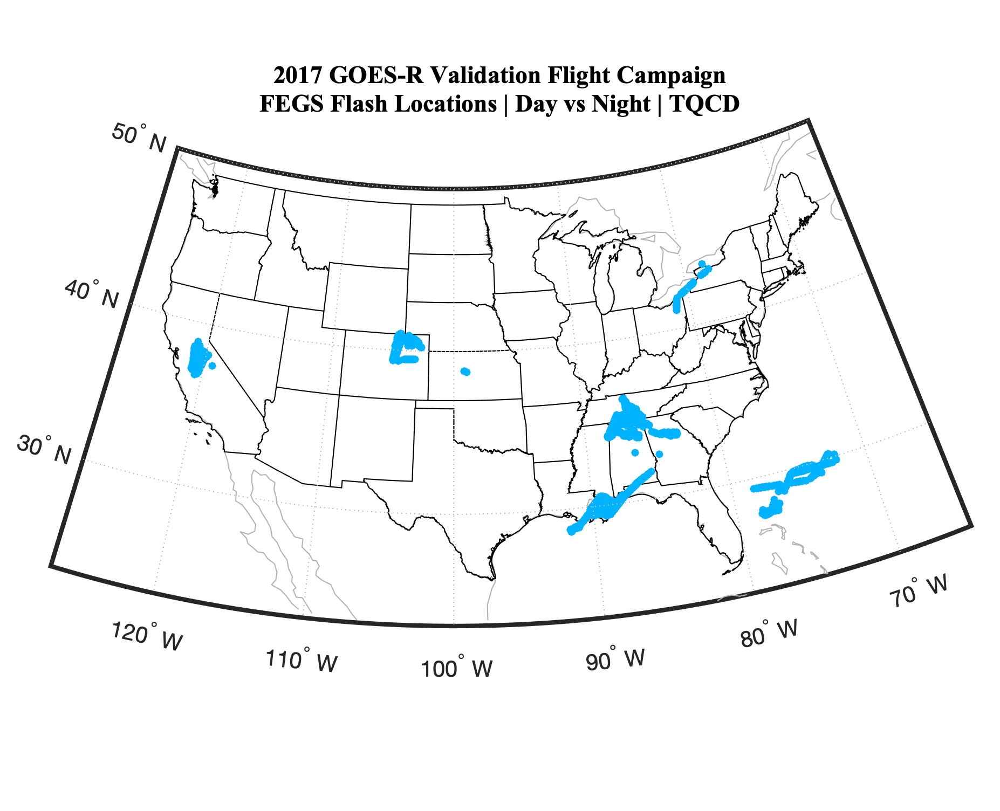 2017 GOES-R Validation Flight Campaign
FEGS Flash Locations | Day vs Night | TQCD
50° N
40° N
30° N
120° W
110° W
100° W
90° W
80° W
70° W